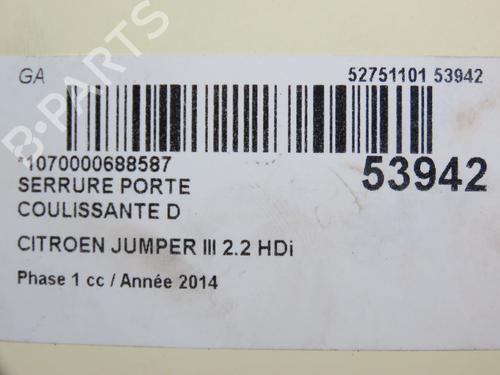 GA
52751101 53942
*1070000688587
53942
SERRURE PORTE
COULISSANTE D
CITROEN JUMPER III 2.2 HDi
Phase 1 cc / Année 2014
B-PARTS